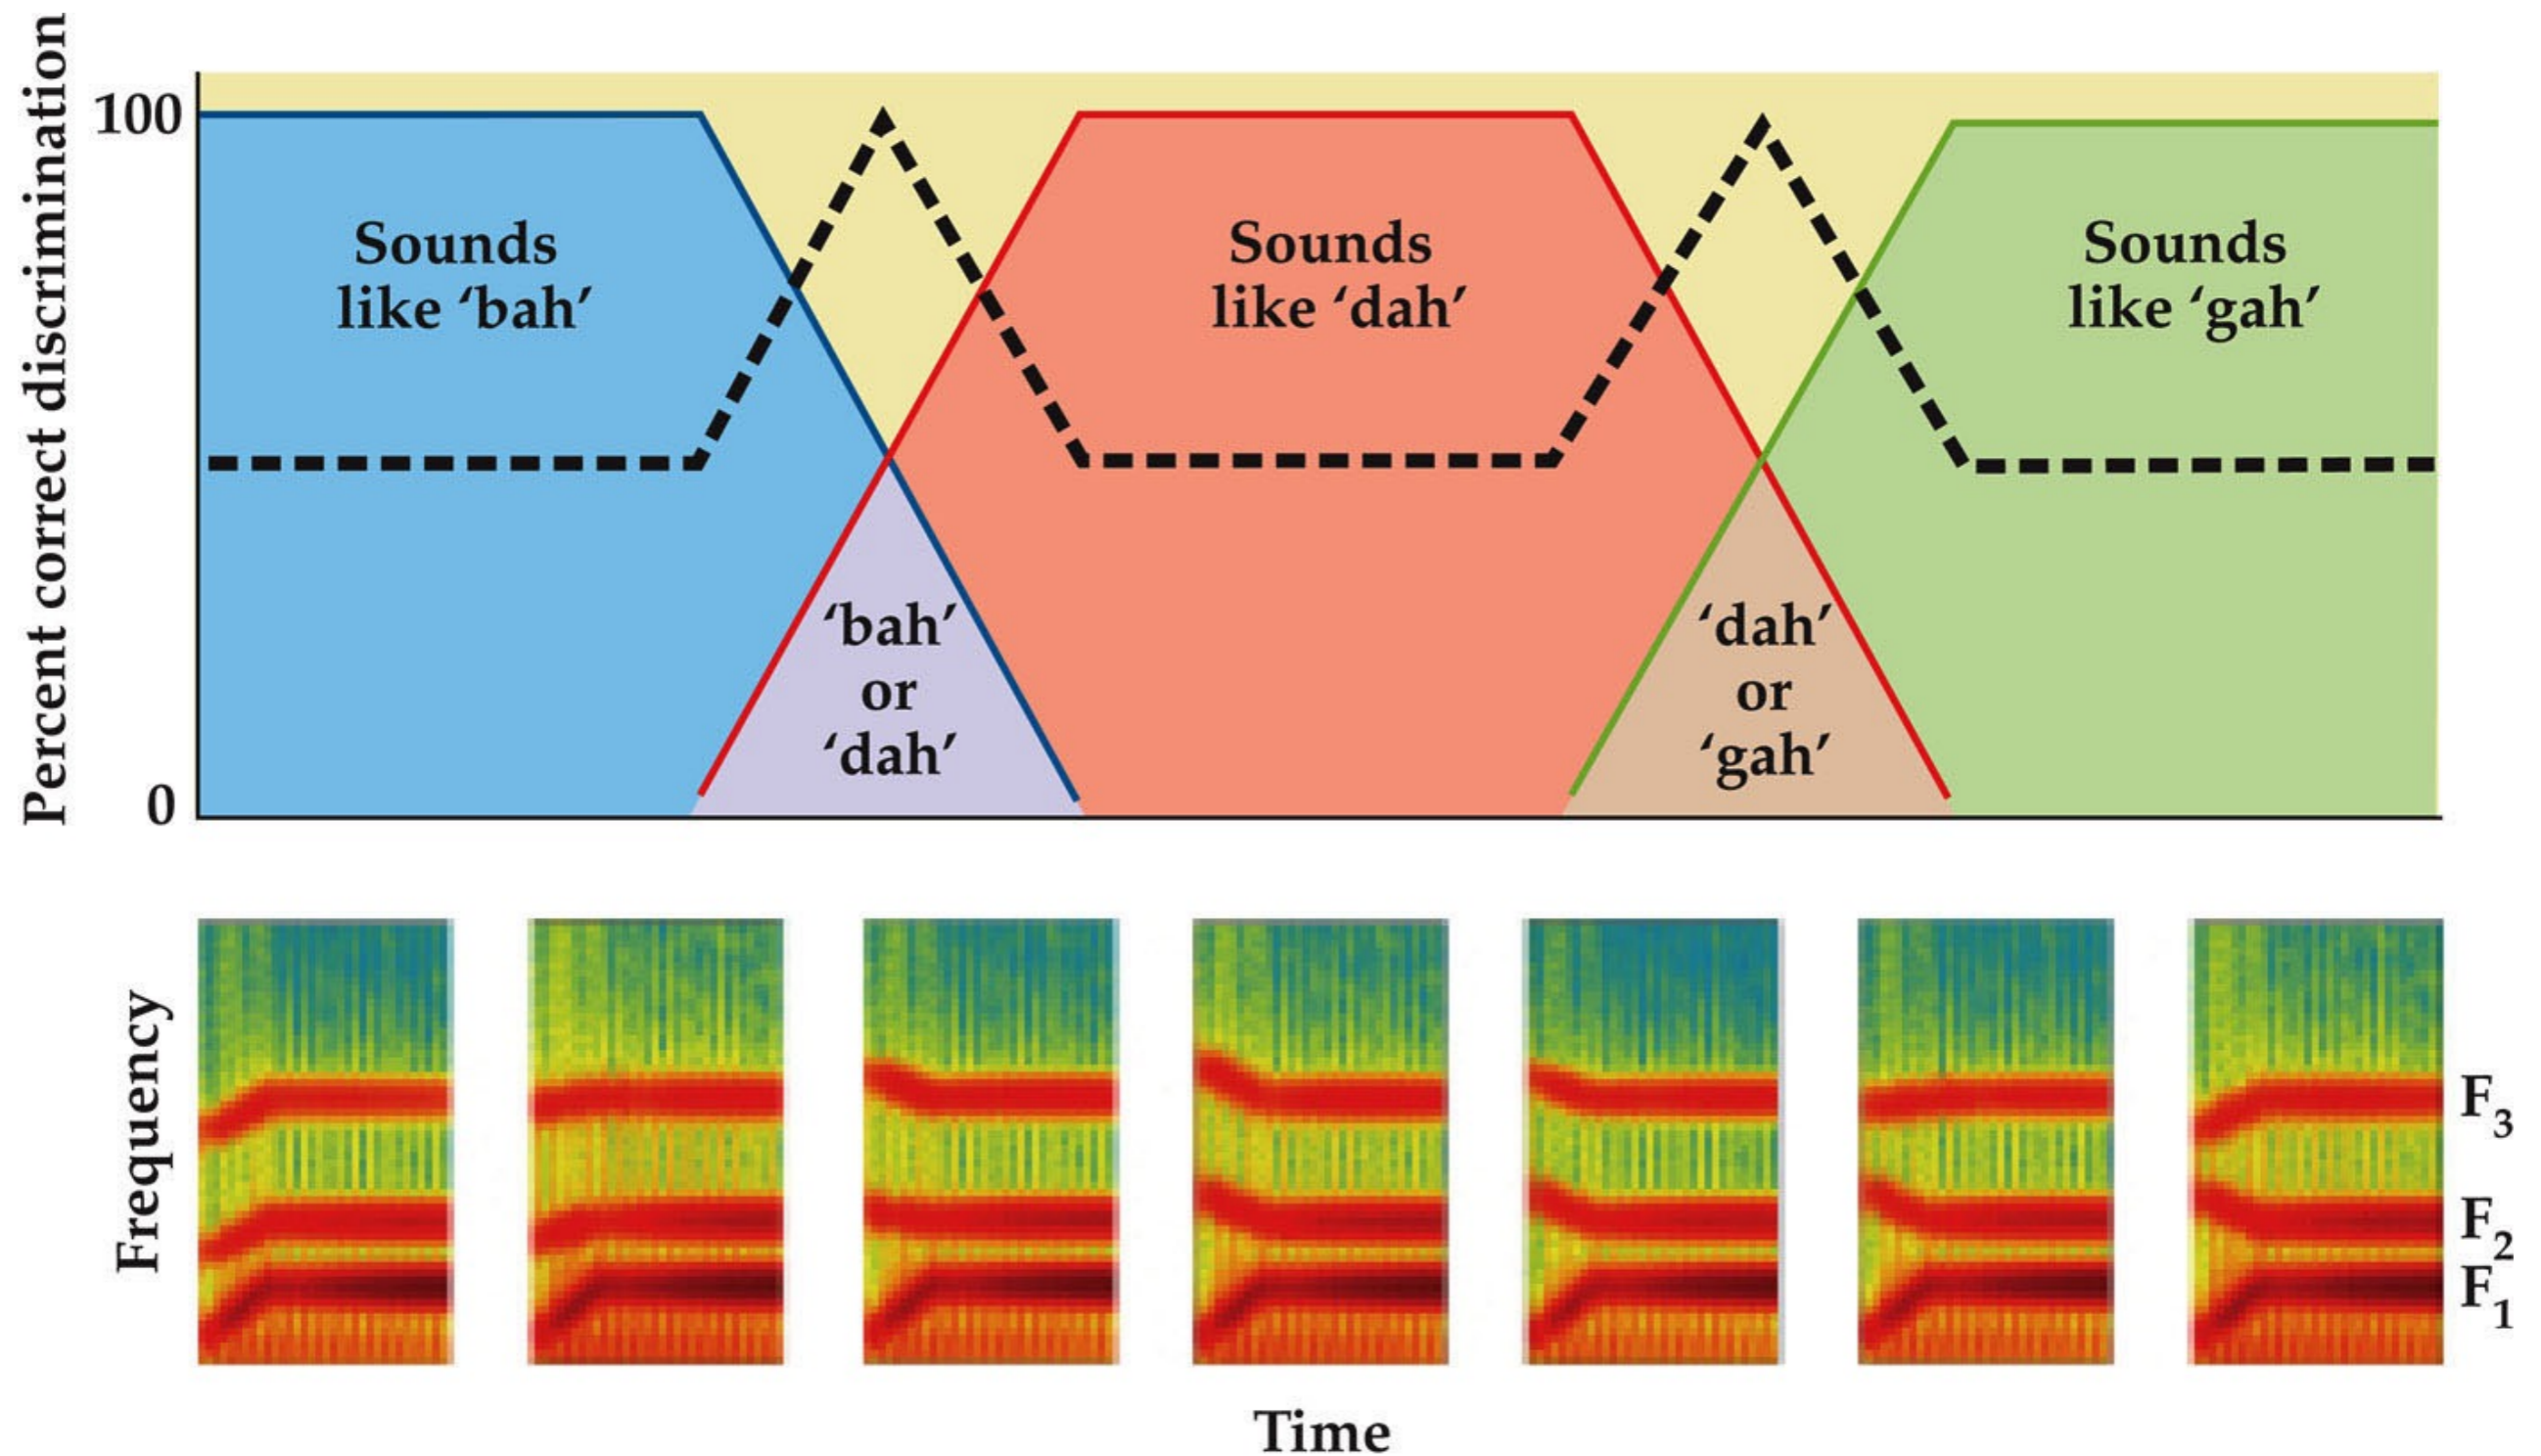 Percent correct discrimination
100
0
Sounds
like ‘bah’
Sounds
like ‘dah’
Sounds
like ‘gah’
‘bah’
or
‘dah’
‘dah’
or
‘gah’
Frequency
F3
F2
F1
Time